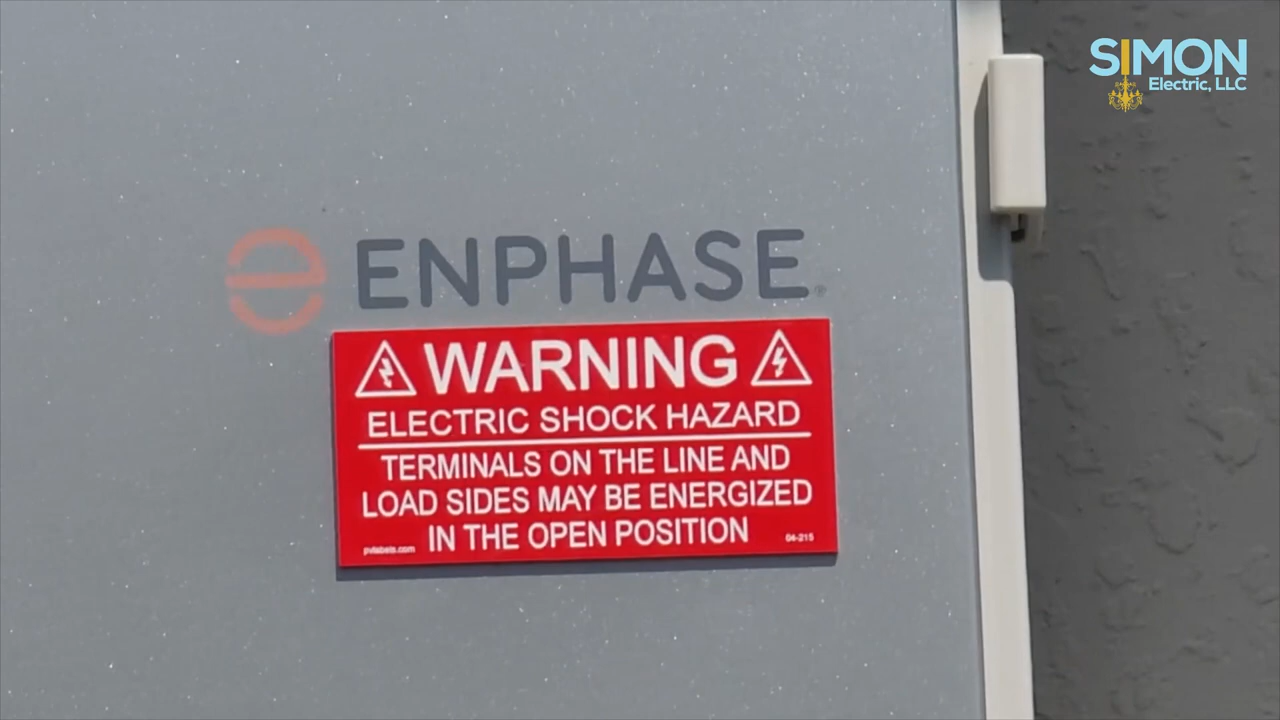 SIMON
Electric, LLC
ENPHASE®
WARNING
ELECTRIC SHOCK HAZARD
TERMINALS ON THE LINE AND
LOAD SIDES MAY BE ENERGIZED
IN THE OPEN POSITION
pvlabels.com 04-215